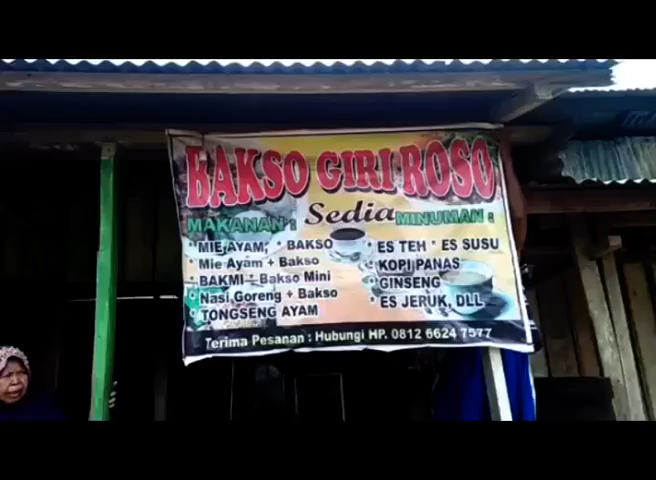 BAKSO GIRI ROSO
Sedia
MAKANAN :
* MIE AYAM, * BAKSO
* Mie Ayam + Bakso
* BAKMI + Bakso Mini
* Nasi Goreng + Bakso
* TONGSENG AYAM
MINUMAN :
* ES TEH * ES SUSU
* KOPI PANAS
* GINSENG
* ES JERUK, DLL
Terima Pesanan : Hubungi HP. 0812 6624 7577